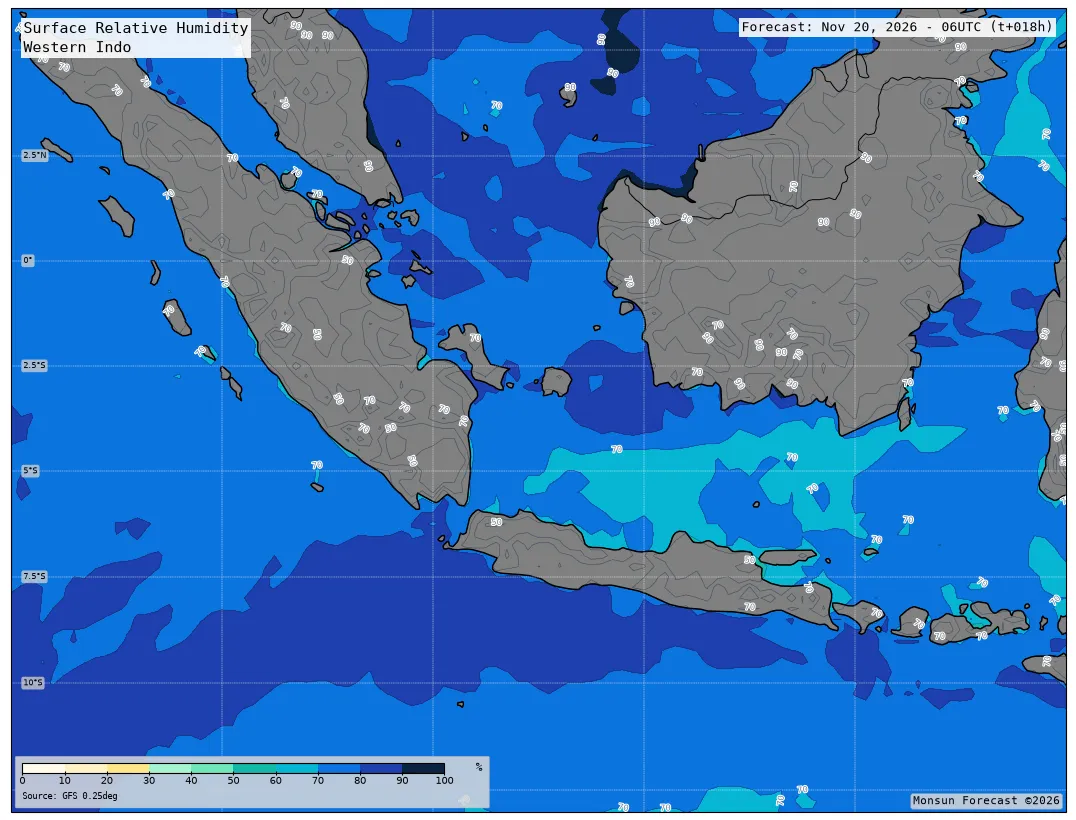 Surface Relative Humidity
Western Indo
Forecast: Nov 20, 2026 - 06UTC (t+018h)
2.5°N
0°
2.5°S
5°S
7.5°S
10°S
0 10 20 30 40 50 60 70 80 90 100 %
Source: GFS 0.25deg
Monsun Forecast ©2026